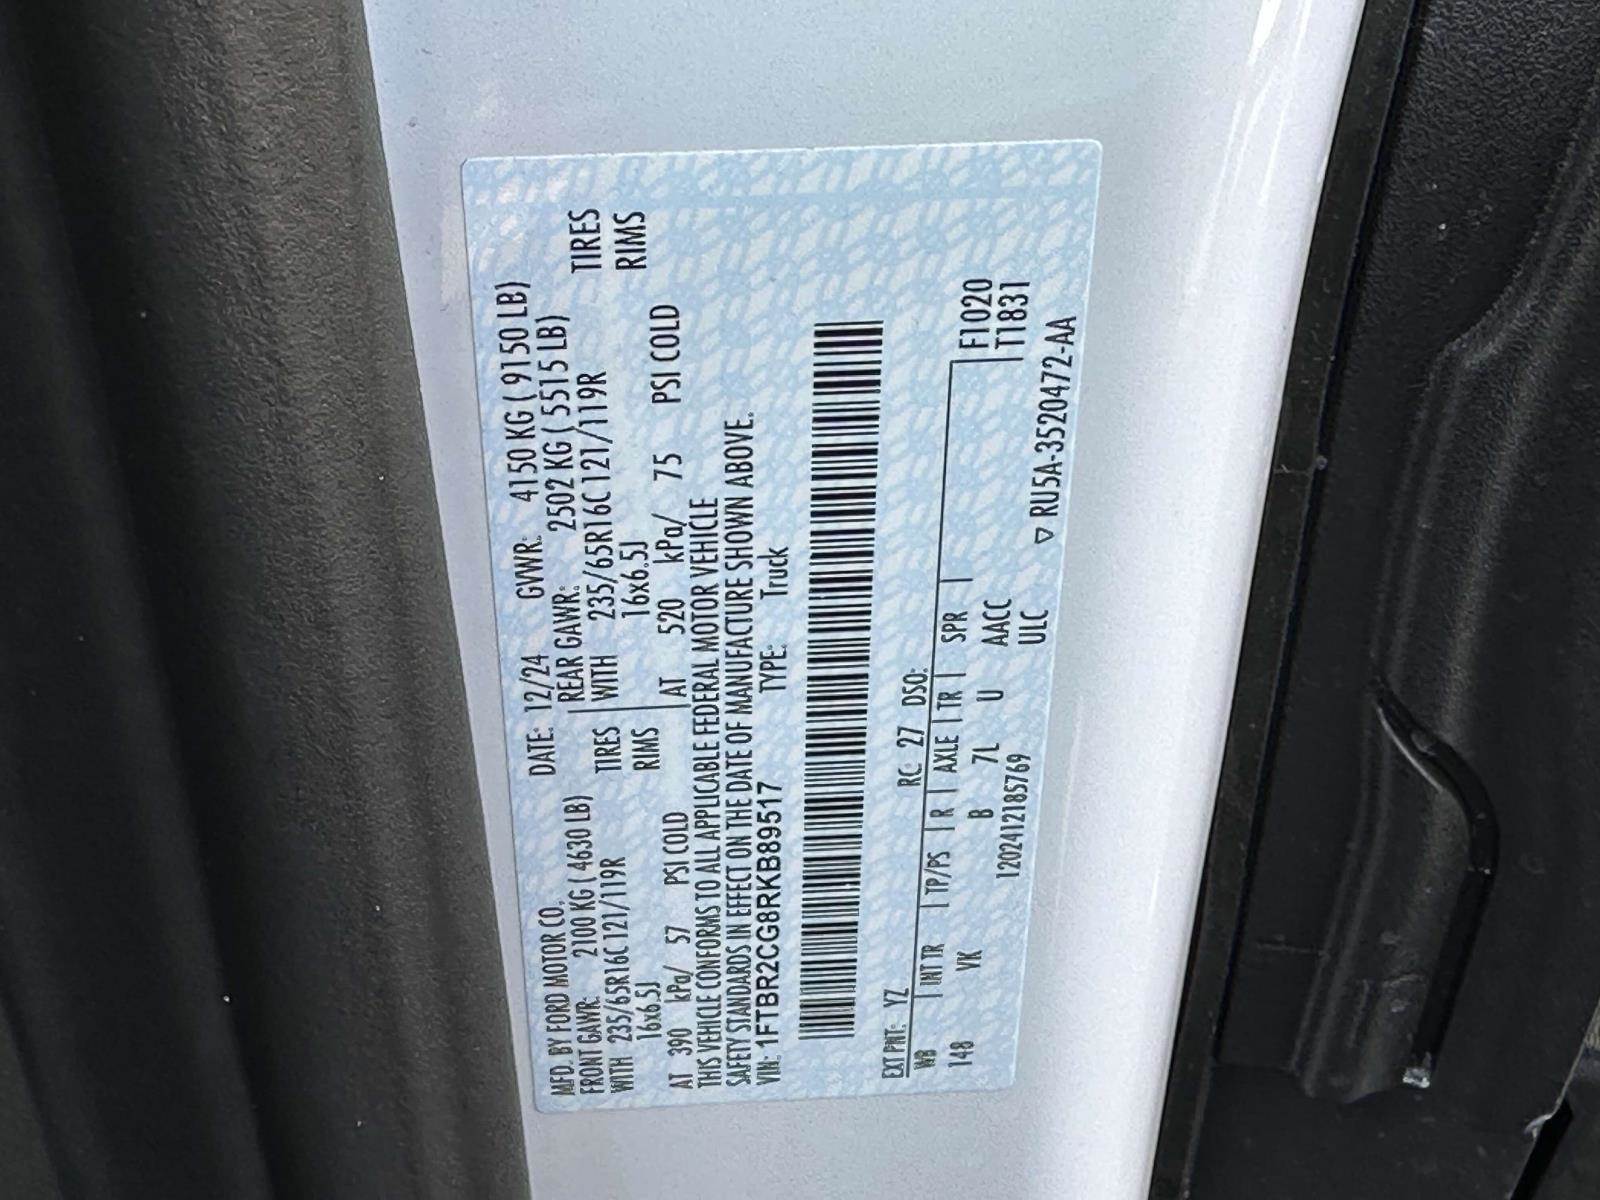 MFD. BY FORD MOTOR CO. DATE: 12/24 GVWR: 4150 KG ( 9150 LB)
FRONT GAWR: 2100 KG ( 4630 LB) REAR GAWR: 2502 KG ( 5515 LB)
WITH 235/65R16C 121/119R TIRES WITH 235/65R16C 121/119R TIRES
16x6.5J RIMS 16x6.5J RIMS
AT 390 kPa/ 57 PSI COLD AT 520 kPa/ 75 PSI COLD
THIS VEHICLE CONFORMS TO ALL APPLICABLE FEDERAL MOTOR VEHICLE
SAFETY STANDARDS IN EFFECT ON THE DATE OF MANUFACTURE SHOWN ABOVE.
VIN: 1FTBR2CG8RKB89517 TYPE: Truck
EXT PNT: YZ RC: 27 DSO:
WB INT TR TP/PS R AXLE TR SPR F1020
148 VK B 7L U AACC T1831
1202412185769 ULC
▽ RU5A-3520472-AA